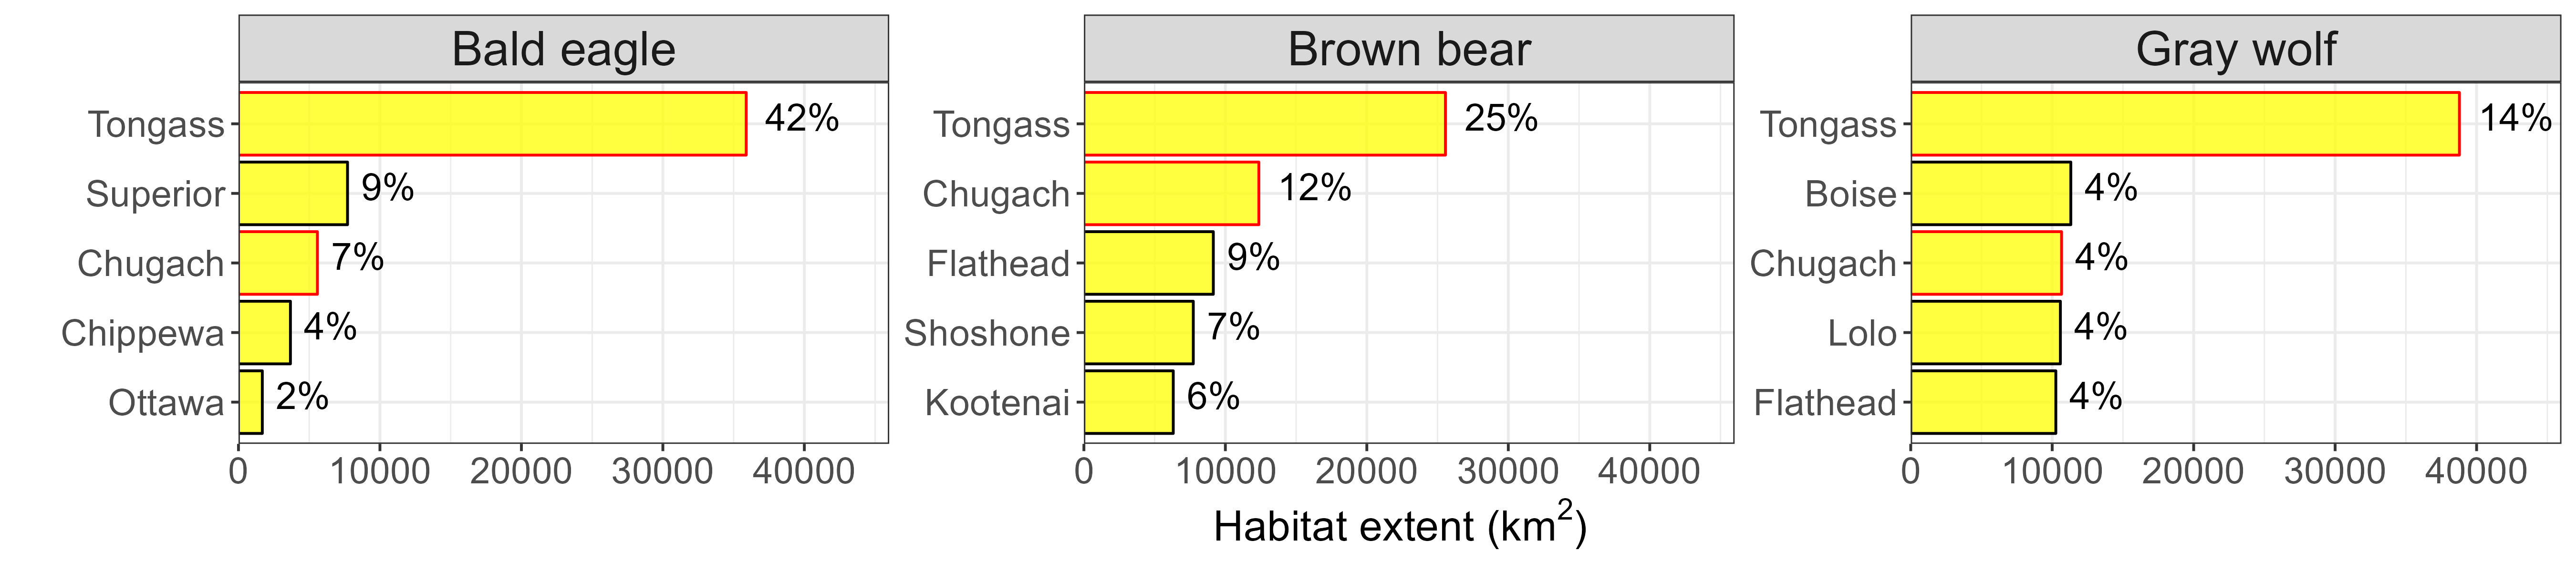 Bald eagle
Tongass 42%
Superior 9%
Chugach 7%
Chippewa 4%
Ottawa 2%
0 10000 20000 30000 40000
Brown bear
Tongass 25%
Chugach 12%
Flathead 9%
Shoshone 7%
Kootenai 6%
0 10000 20000 30000 40000
Gray wolf
Tongass 14%
Boise 4%
Chugach 4%
Lolo 4%
Flathead 4%
0 10000 20000 30000 40000
Habitat extent (km²)